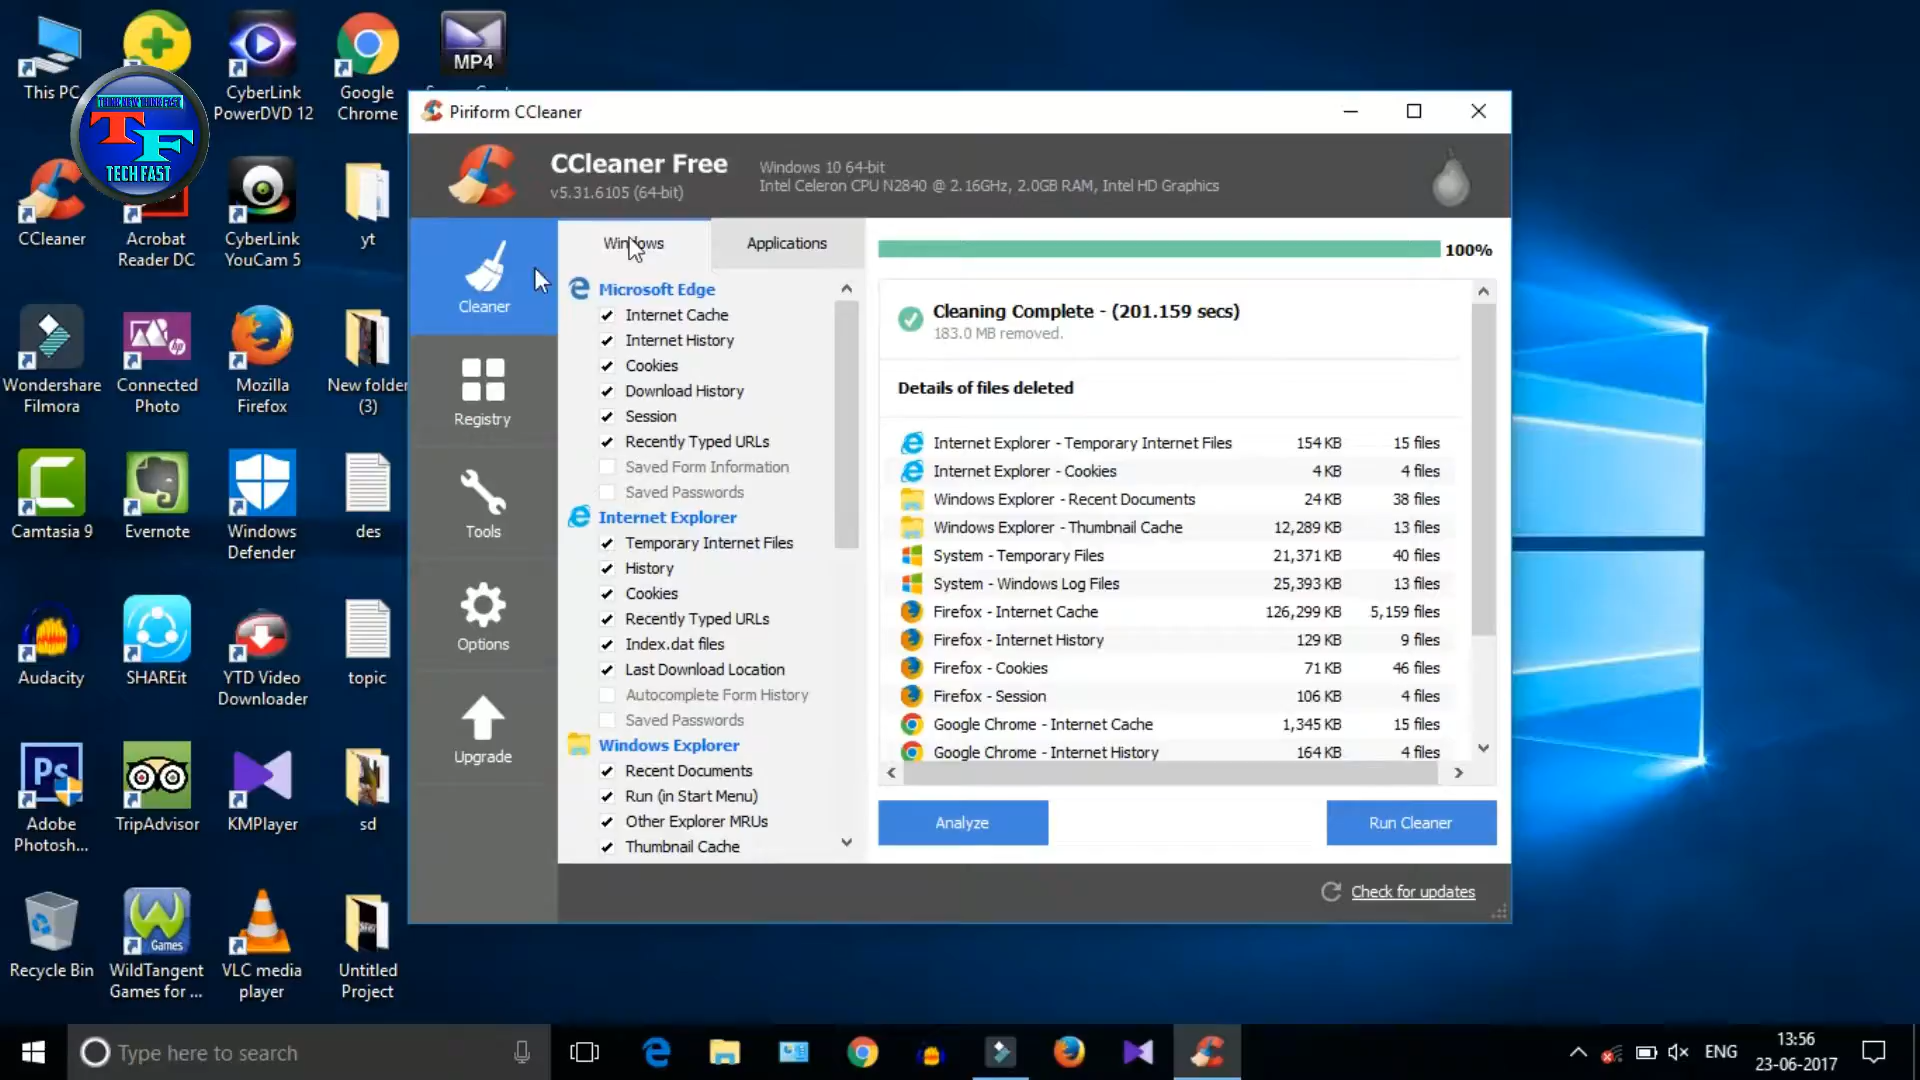 This PC
CyberLink
PowerDVD 12
Google
Chrome
MP4
THINK NEW THINK FAST
TF
TECH FAST
CCleaner
Acrobat
Reader DC
CyberLink
YouCam 5
yt
Wondershare
Filmora
Connected
Photo
Mozilla
Firefox
New folder
(3)
Camtasia 9
Evernote
Windows
Defender
des
Audacity
SHAREit
YTD Video
Downloader
topic
Ps
Adobe
Photosh...
TripAdvisor
KMPlayer
sd
Recycle Bin
Games
WildTangent
Games for ...
VLC media
player
Untitled
Project
Piriform CCleaner
CCleaner Free
v5.31.6105 (64-bit)
Windows 10 64-bit
Intel Celeron CPU N2840 @ 2.16GHz, 2.0GB RAM, Intel HD Graphics
Cleaner
Registry
Tools
Options
Upgrade
Windows
Applications
Microsoft Edge
Internet Cache
Internet History
Cookies
Download History
Session
Recently Typed URLs
Saved Form Information
Saved Passwords
Internet Explorer
Temporary Internet Files
History
Cookies
Recently Typed URLs
Index.dat files
Last Download Location
Autocomplete Form History
Saved Passwords
Windows Explorer
Recent Documents
Run (in Start Menu)
Other Explorer MRUs
Thumbnail Cache
100%
Cleaning Complete - (201.159 secs)
183.0 MB removed.
Details of files deleted
Internet Explorer - Temporary Internet Files 154 KB 15 files
Internet Explorer - Cookies 4 KB 4 files
Windows Explorer - Recent Documents 24 KB 38 files
Windows Explorer - Thumbnail Cache 12,289 KB 13 files
System - Temporary Files 21,371 KB 40 files
System - Windows Log Files 25,393 KB 13 files
Firefox - Internet Cache 126,299 KB 5,159 files
Firefox - Internet History 129 KB 9 files
Firefox - Cookies 71 KB 46 files
Firefox - Session 106 KB 4 files
Google Chrome - Internet Cache 1,345 KB 15 files
Google Chrome - Internet History 164 KB 4 files
Analyze
Run Cleaner
Check for updates
Type here to search
ENG
13:56
23-06-2017